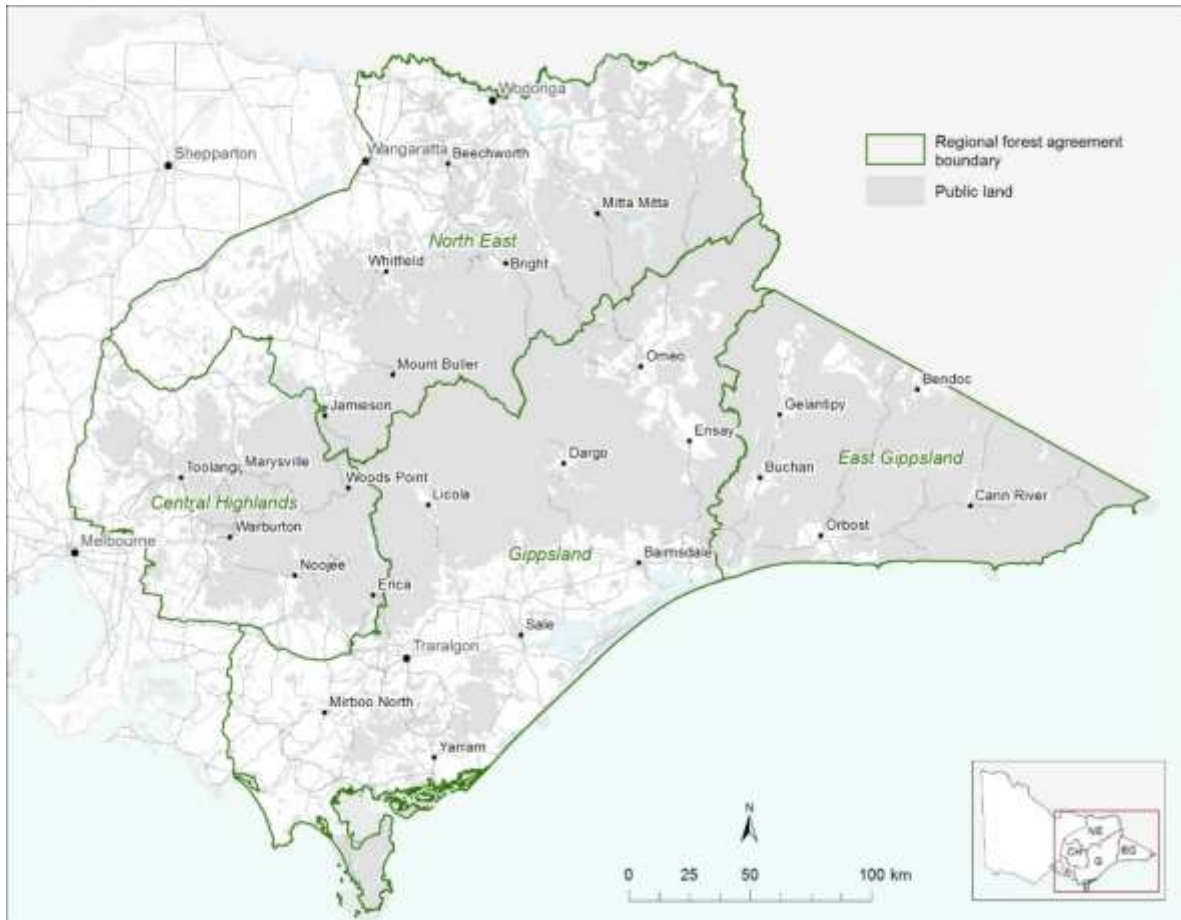 Wodonga
Shepparton
Wangaratta
Beechworth
Regional forest agreement
boundary
Public land
Mitta Mitta
North East
Whitfield
Bright
Omeo
Mount Buller
Bendoc
Jamieson
Gelantipy
Ensay
Dargo
East Gippsland
Marysville
Toolangi
Buchan
Woods Point
Licola
Central Highlands
Cann River
Warburton
Orbost
Melbourne
Gippsland
Bairnsdale
Noojee
Erica
Sale
Traralgon
Mirboo North
Yarram
N
0 25 50 100 km
NE
CH
EG
G